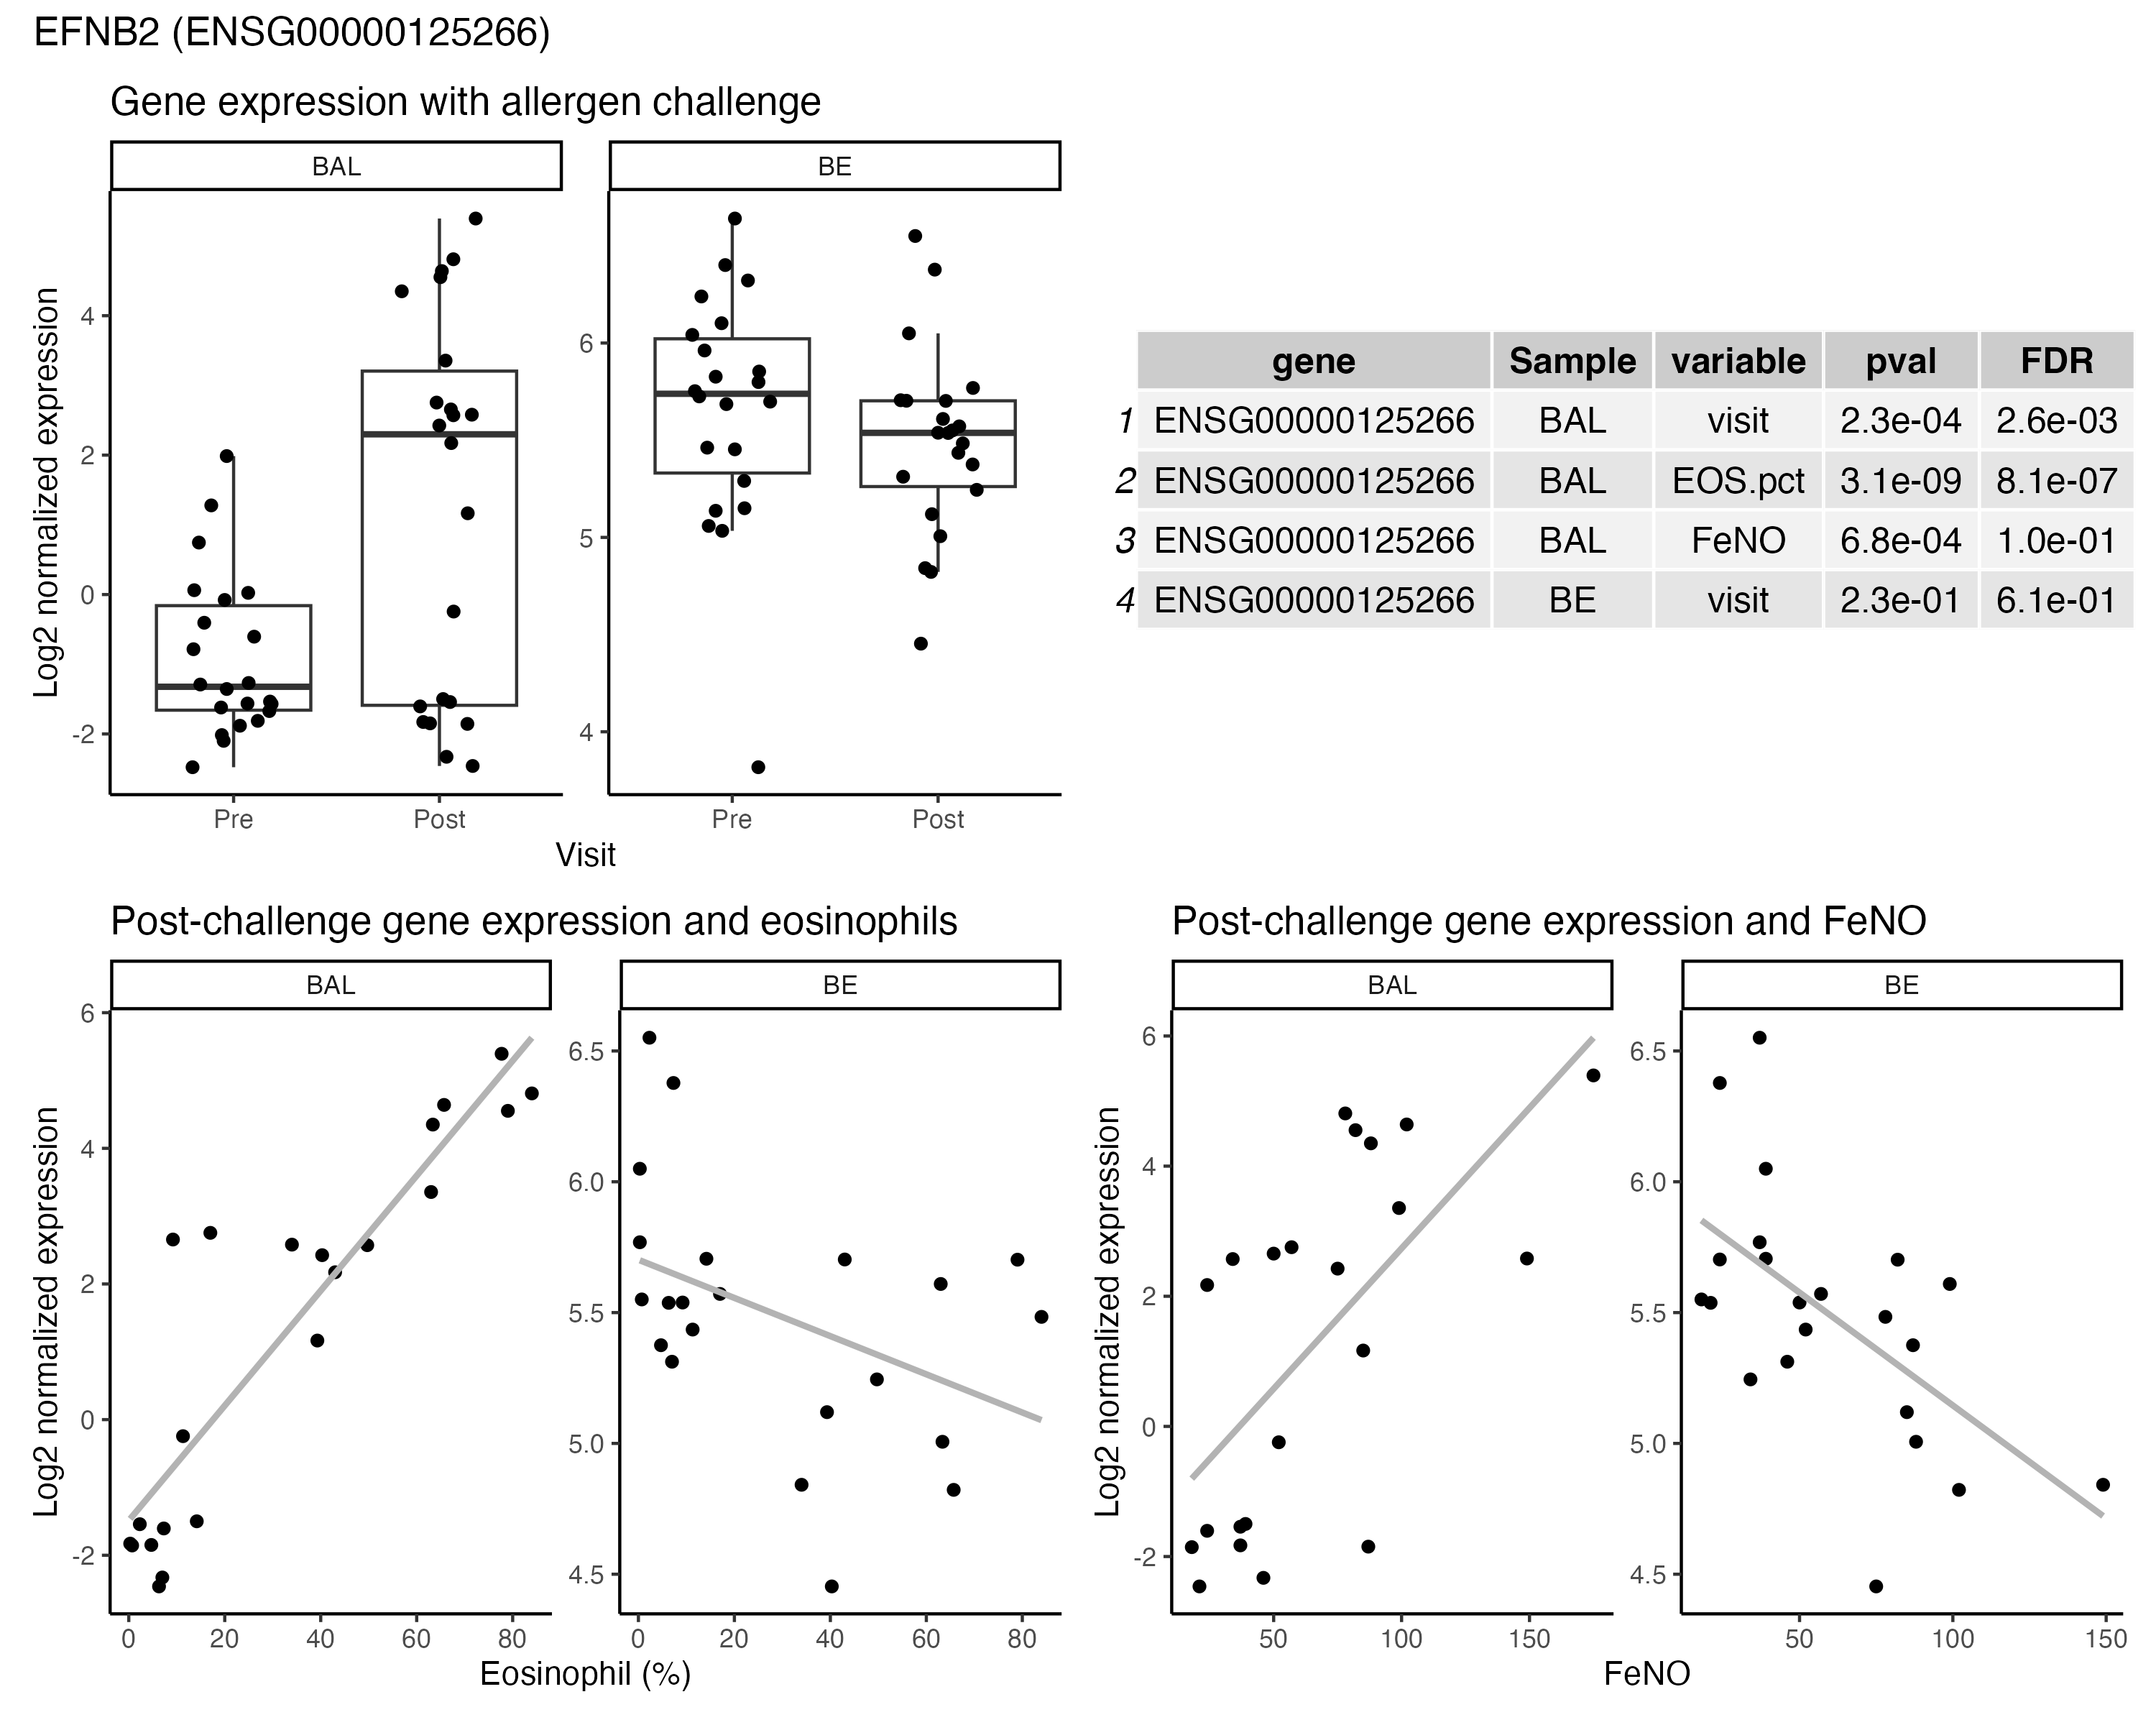 EFNB2 (ENSG00000125266)
Gene expression with allergen challenge
BAL
BE
Log2 normalized expression
4
2
0
-2
6
5
4
Pre
Post
Pre
Post
Visit
gene Sample variable pval FDR
1 ENSG00000125266 BAL visit 2.3e-04 2.6e-03
2 ENSG00000125266 BAL EOS.pct 3.1e-09 8.1e-07
3 ENSG00000125266 BAL FeNO 6.8e-04 1.0e-01
4 ENSG00000125266 BE visit 2.3e-01 6.1e-01
Post-challenge gene expression and eosinophils
BAL
BE
Log2 normalized expression
6
4
2
0
-2
6.5
6.0
5.5
5.0
4.5
0 20 40 60 80
0 20 40 60 80
Eosinophil (%)
Post-challenge gene expression and FeNO
BAL
BE
Log2 normalized expression
6
4
2
0
-2
6.5
6.0
5.5
5.0
4.5
50 100 150
50 100 150
FeNO